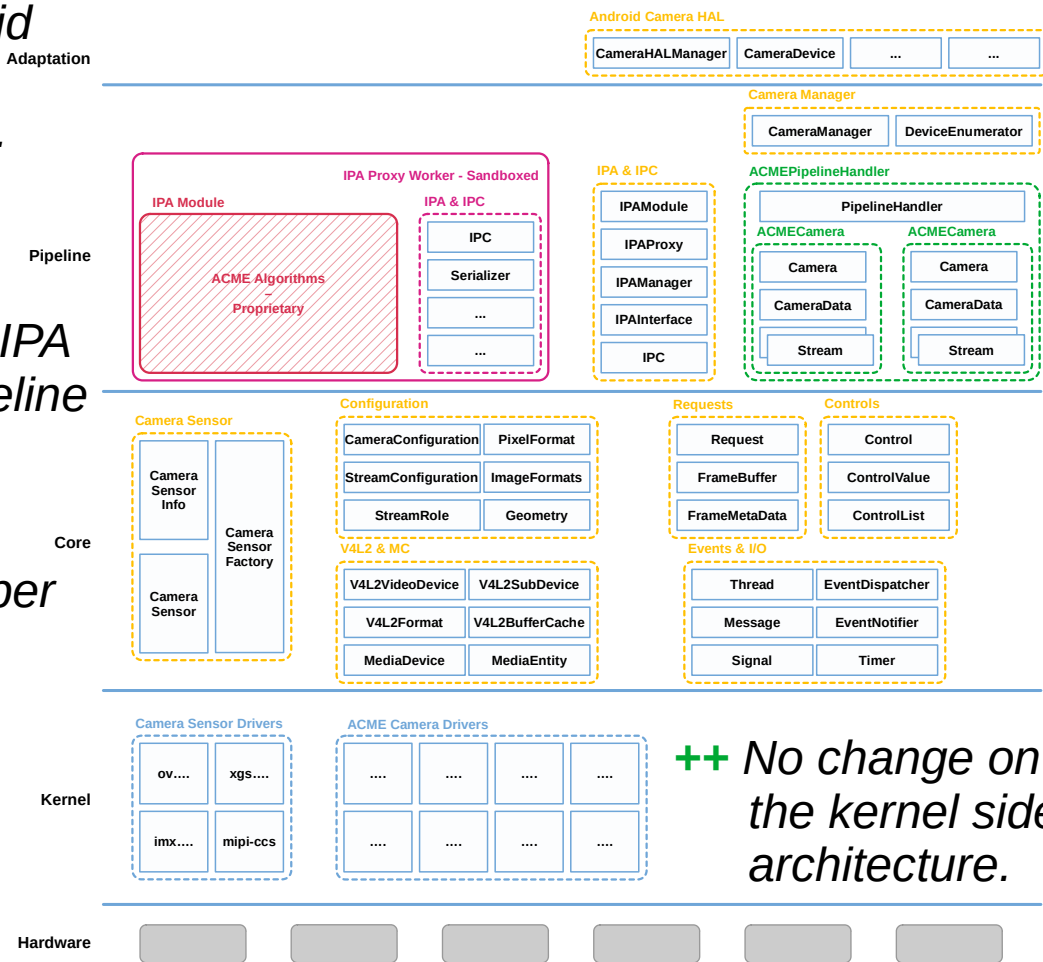 id
Adaptation
Android Camera HAL
CameraHALManager CameraDevice ... ...
Camera Manager
CameraManager DeviceEnumerator
IPA Proxy Worker - Sandboxed
IPA Module
ACME Algorithms
–
Proprietary
IPA & IPC
IPC
Serializer
...
...
IPA & IPC
IPAModule
IPAProxy
IPAManager
IPAInterface
IPC
ACMEPipelineHandler
PipelineHandler
ACMECamera
Camera
CameraData
Stream
ACMECamera
Camera
CameraData
Stream
Pipeline
IPA
eline
Camera Sensor
Camera
Sensor
Info
Camera
Sensor
Camera
Sensor
Factory
Configuration
CameraConfiguration PixelFormat
StreamConfiguration ImageFormats
StreamRole Geometry
Requests
Request
FrameBuffer
FrameMetaData
Controls
Control
ControlValue
ControlList
Core
per
V4L2 & MC
V4L2VideoDevice V4L2SubDevice
V4L2Format V4L2BufferCache
MediaDevice MediaEntity
Events & I/O
Thread EventDispatcher
Message EventNotifier
Signal Timer
Camera Sensor Drivers
ov.... xgs....
imx.... mipi-ccs
ACME Camera Drivers
.... .... .... ....
.... .... .... ....
Kernel
++ No change on
the kernel side
architecture.
Hardware